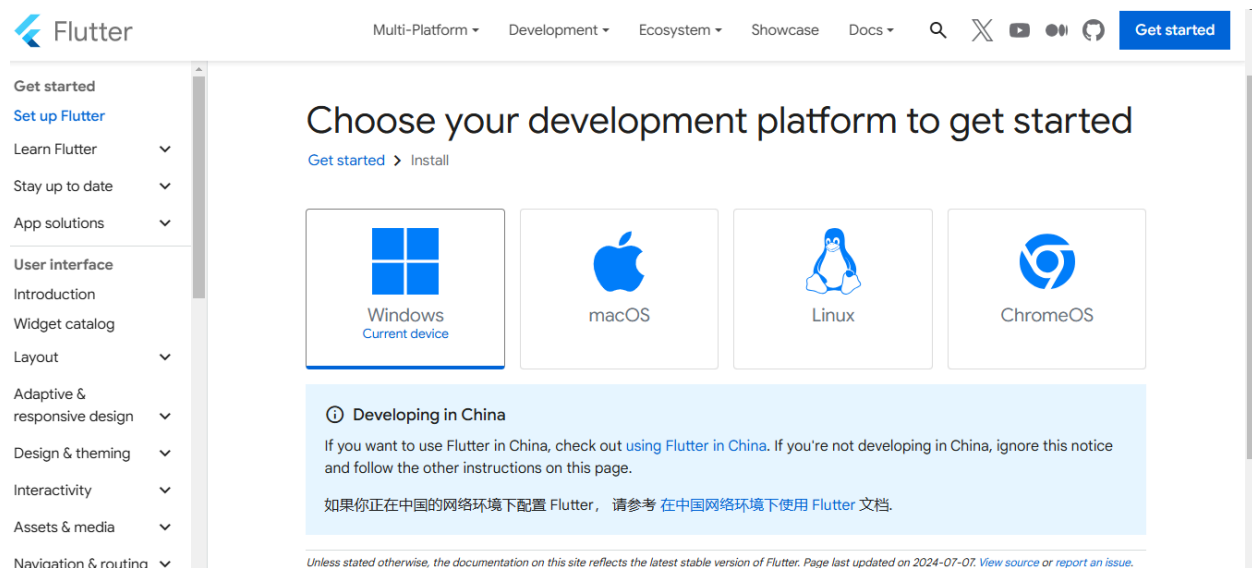 Flutter
Multi-Platform
Development
Ecosystem
Showcase
Docs
Get started
Get started
Set up Flutter
Learn Flutter
Stay up to date
App solutions
User interface
Introduction
Widget catalog
Layout
Adaptive &
responsive design
Design & theming
Interactivity
Assets & media
Navigation & routing
Choose your development platform to get started
Get started > Install
Windows
Current device
macOS
Linux
ChromeOS
Developing in China
If you want to use Flutter in China, check out using Flutter in China. If you're not developing in China, ignore this notice
and follow the other instructions on this page.
如果你正在中国的网络环境下配置 Flutter， 请参考 在中国网络环境下使用 Flutter 文档.
Unless stated otherwise, the documentation on this site reflects the latest stable version of Flutter. Page last updated on 2024-07-07. View source or report an issue.